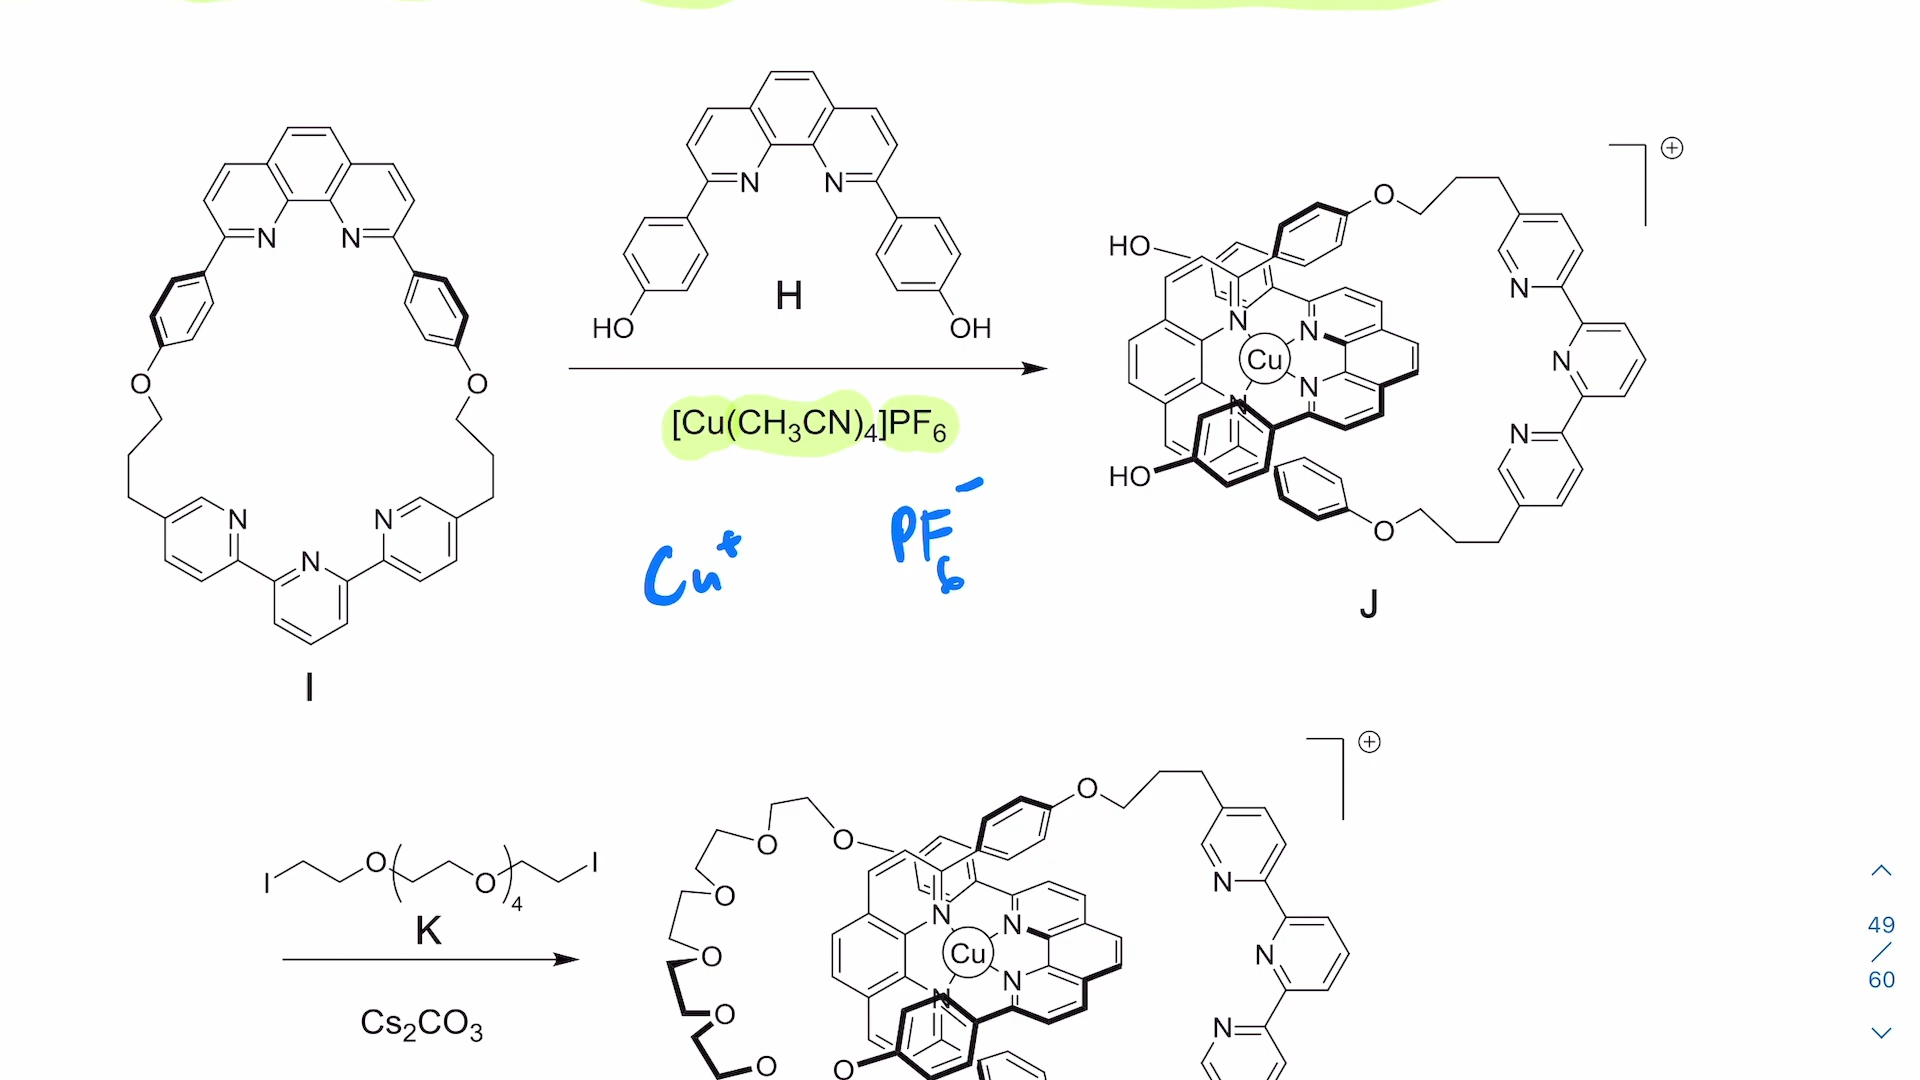 N N
O O
N N
N
I
N N
HO OH
H
[Cu(CH₃CN)₄]PF₆
Cu⁺ PF₆⁻
⊕
O
HO
N
N N
Cu N
N N
N
HO
O
J
I O O 4 I
K
Cs₂CO₃
⊕
O
O O
O
N
N N
O Cu N
N N
O N
O O
49
/
60